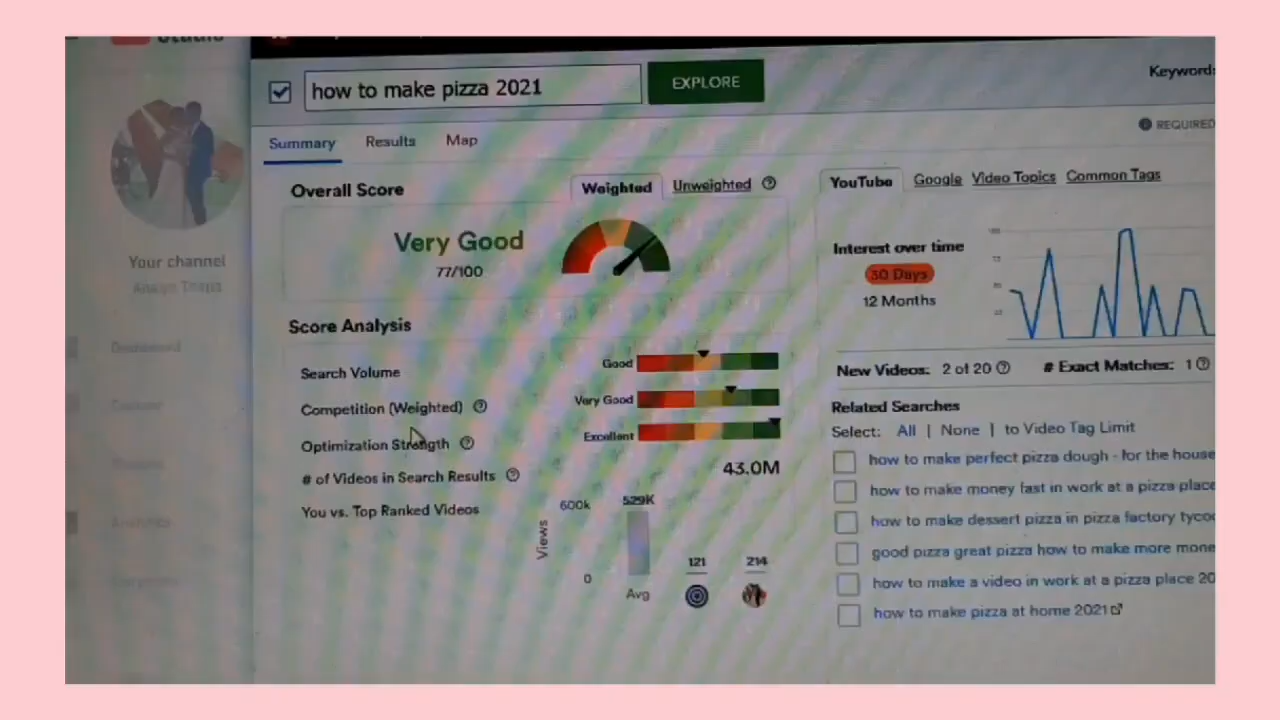 how to make pizza 2021
EXPLORE
Keyword
REQUIRED
Summary
Results
Map
Overall Score
Weighted
Unweighted
Very Good
77/100
YouTube
Google
Video Topics
Common Tags
Interest over time
30 Days
12 Months
Your channel
Score Analysis
Search Volume
Good
Competition (Weighted)
Very Good
Optimization Strength
Excellent
# of Videos in Search Results
43.0M
You vs. Top Ranked Videos
Views
600k
0
529K
Avg
121
214
New Videos: 2 of 20
# Exact Matches: 1
Related Searches
Select: All | None | to Video Tag Limit
how to make perfect pizza dough - for the house
how to make money fast in work at a pizza place
how to make dessert pizza in pizza factory tyco
good pizza great pizza how to make more mone
how to make a video in work at a pizza place 20
how to make pizza at home 2021
Dashboard
Analytics